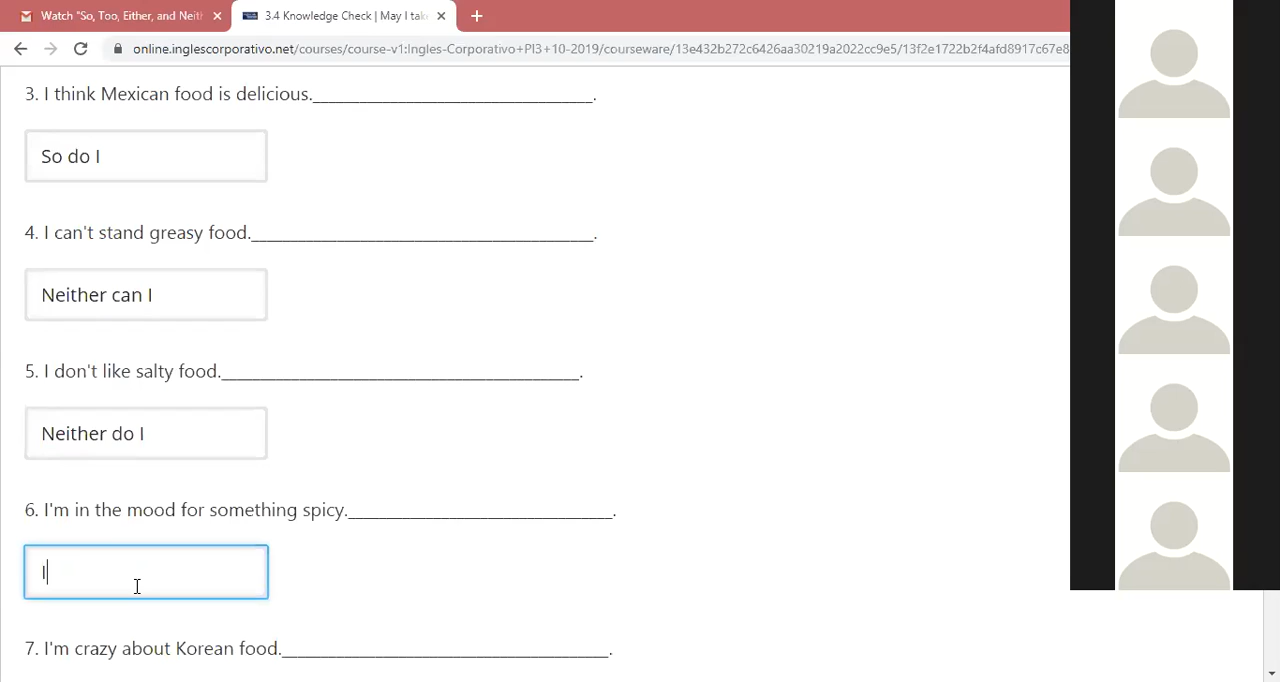 Watch "So, Too, Either, and Neit
3.4 Knowledge Check | May I tak
online.inglescorporativo.net/courses/course-v1:Ingles-Corporativo+PI3+10-2019/courseware/13e432b272c6426aa30219a2022cc9e5/13f2e1722b2f4afd8917c67e8
3. I think Mexican food is delicious.______________________________.
So do I
4. I can't stand greasy food._____________________________________.
Neither can I
5. I don't like salty food.______________________________________.
Neither do I
6. I'm in the mood for something spicy.____________________________.
I
7. I'm crazy about Korean food.___________________________________.